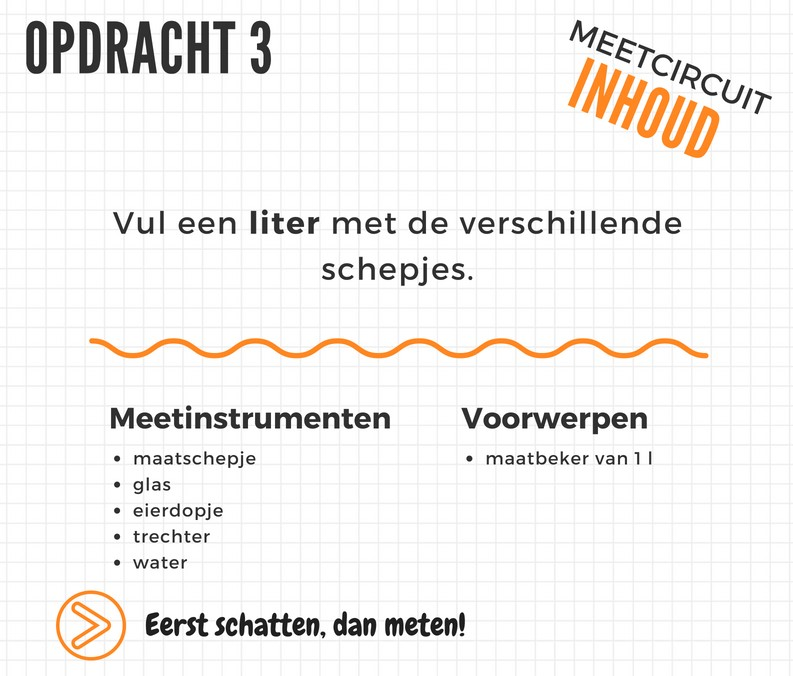 OPDRACHT 3
MEETCIRCUIT
INHOUD
Vul een liter met de verschillende
schepjes.
Meetinstrumenten
• maatschepje
• glas
• eierdopje
• trechter
• water
Voorwerpen
• maatbeker van 1 l
Eerst schatten, dan meten!